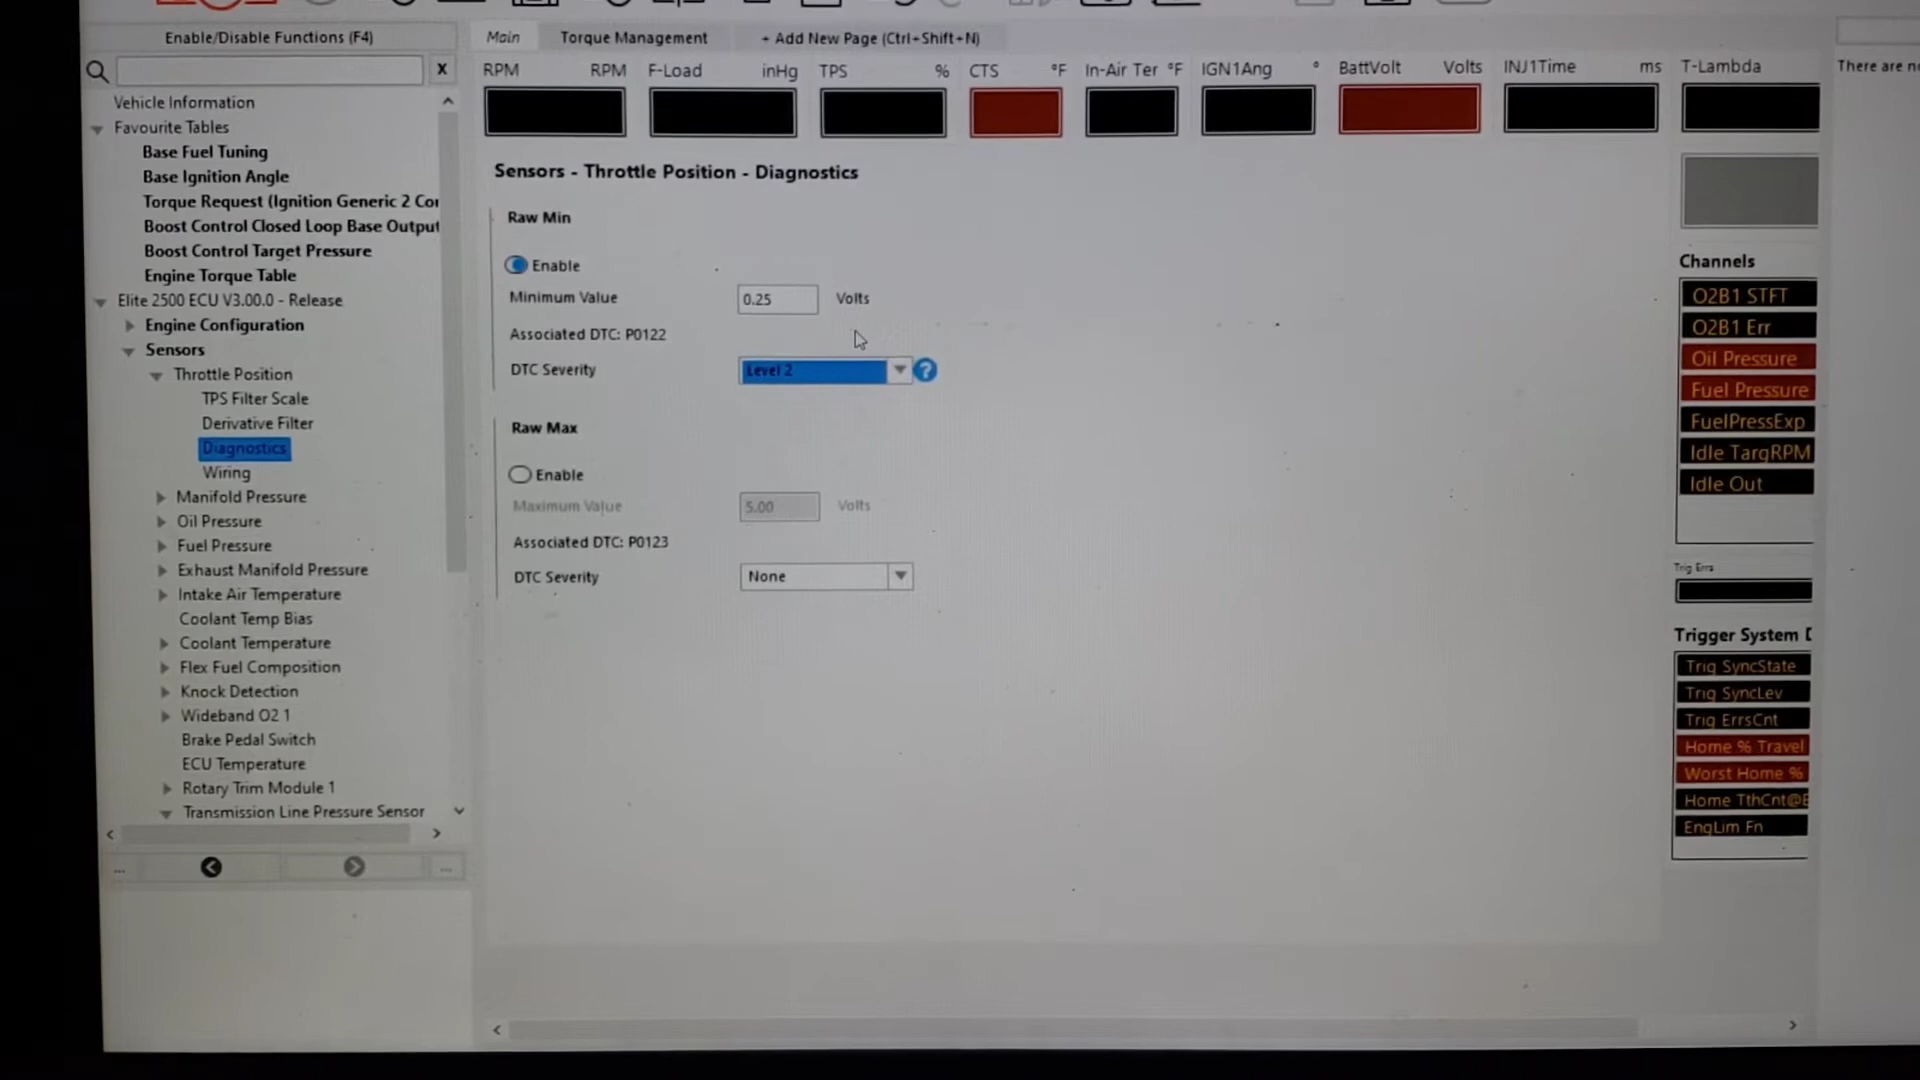 Enable/Disable Functions (F4)
X
Vehicle Information
Favourite Tables
Base Fuel Tuning
Base Ignition Angle
Torque Request (Ignition Generic 2 Cor
Boost Control Closed Loop Base Output
Boost Control Target Pressure
Engine Torque Table
Elite 2500 ECU V3.00.0 - Release
Engine Configuration
Sensors
Throttle Position
TPS Filter Scale
Derivative Filter
Diagnostics
Wiring
Manifold Pressure
Oil Pressure
Fuel Pressure
Exhaust Manifold Pressure
Intake Air Temperature
Coolant Temp Bias
Coolant Temperature
Flex Fuel Composition
Knock Detection
Wideband O2 1
Brake Pedal Switch
ECU Temperature
Rotary Trim Module 1
Transmission Line Pressure Sensor
... ...
Main Torque Management + Add New Page (Ctrl+Shift+N)
RPM RPM F-Load inHg TPS % CTS °F In-Air Ter °F IGN1Ang ° BattVolt Volts INJ1Time ms T-Lambda
Sensors - Throttle Position - Diagnostics
Raw Min
Enable
Minimum Value 0.25 Volts
Associated DTC: P0122
DTC Severity Level 2 ?
Raw Max
Enable
Maximum Value 5.00 Volts
Associated DTC: P0123
DTC Severity None
Channels
O2B1 STFT
O2B1 Err
Oil Pressure
Fuel Pressure
FuelPressExp
Idle TargRPM
Idle Out
Trig Errs
Trigger System D
Trig SyncState
Trig SyncLev
Trig ErrsCnt
Home % Travel
Worst Home %
Home TthCnt@E
EngLim Fn
There are no